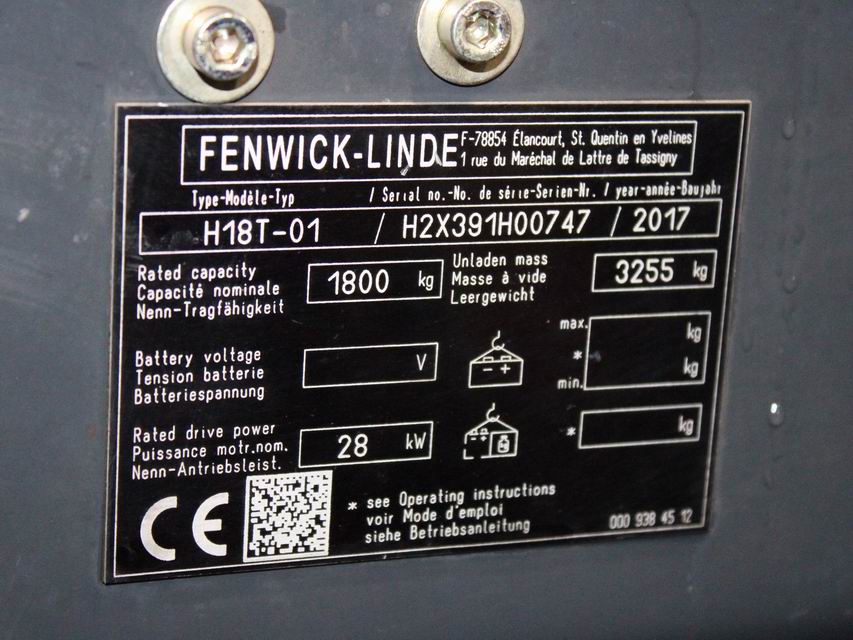 FENWICK-LINDE
F-78854 Élancourt, St. Quentin en Yvelines
1 rue du Maréchal de Lattre de Tassigny
Type-Modèle-Typ / Serial no.-No. de série-Serien-Nr. / year-année-Baujahr
H18T-01 / H2X391H00747 / 2017
Rated capacity
Capacité nominale
Nenn-Tragfähigkeit
1800 kg
Unladen mass
Masse à vide
Leergewicht
3255 kg
Battery voltage
Tension batterie
Batteriespannung
V
- +
max. kg
*
min. kg
Rated drive power
Puissance motr.nom.
Nenn-Antriebsleist.
28 kW
* kg
CE
* see Operating instructions
voir Mode d'emploi
siehe Betriebsanleitung
000 938 45 12